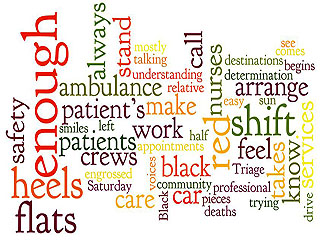 enough
always
stand
mostly
talking
call
nurses
see
comes
begins
destinations
determination
ambulance
understanding
relative
arrange
safety
patient's
make
easy
sun
shift
smiles
left
work
half
red
patients
appointments
feel
know
services
crews
engrossed
voices
black
Triage
takes
heels
Saturday
community
professional
drive
flats
care
Black
car
pieces
deaths
trying